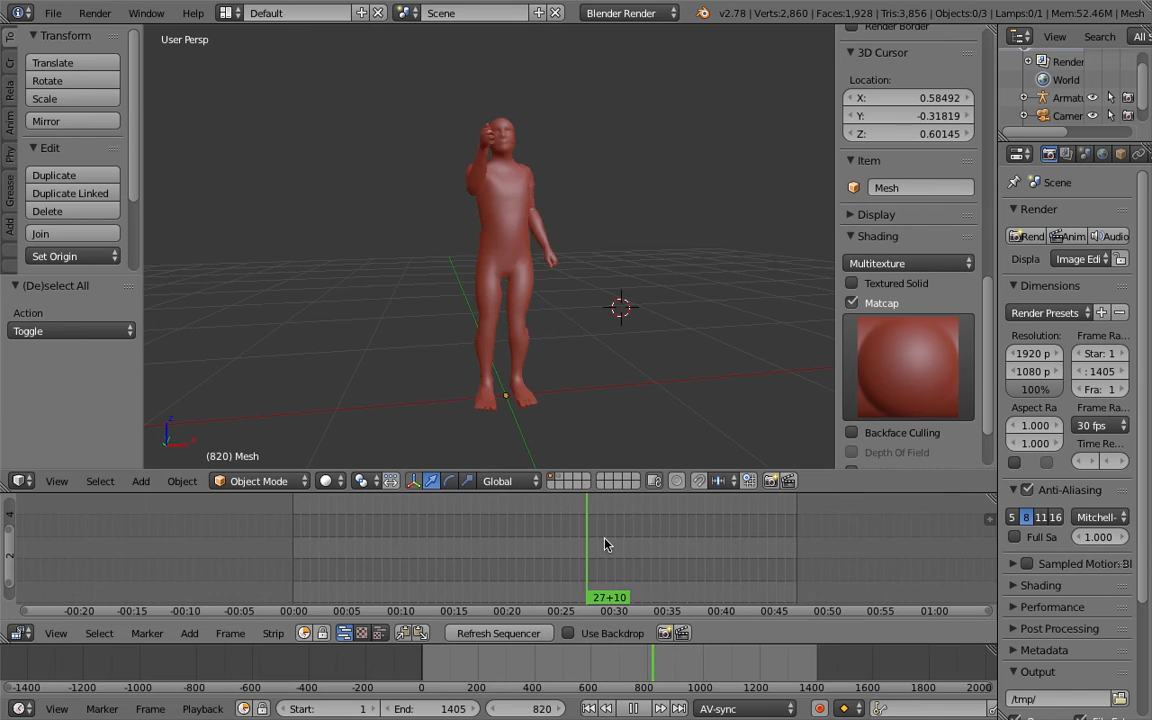 File Render Window Help Default Scene Blender Render v2.78 | Verts:2,860 | Faces:1,928 | Tris:3,856 | Objects:0/3 | Lamps:0/1 | Mem:52.46M | Mesh
To
Cr
Rela
Anim
Phy
Grease
Add
Transform
Translate
Rotate
Scale
Mirror
Edit
Duplicate
Duplicate Linked
Delete
Join
Set Origin
(De)select All
Action
Toggle
User Persp
(820) Mesh
Render Border
3D Cursor
Location:
X: 0.58492
Y: -0.31819
Z: 0.60145
Item
Mesh
Display
Shading
Multitexture
Textured Solid
Matcap
Backface Culling
Depth Of Field
View Search All S
Render
World
Armatu
Camer
Scene
Render
Rend Anim Audio
Displa Image Edi
Dimensions
Render Presets
Resolution: Frame Ra...
1920 p Star: 1
1080 p : 1405
100% Fra: 1
Aspect Ra Frame Ra...
1.000 30 fps
1.000 Time Re...
Anti-Aliasing
5 8 11 16 Mitchell-
Full Sa 1.000
Sampled Motion Bl
Shading
Performance
Post Processing
Metadata
Output
/tmp/
View Select Add Object Object Mode Global
4
2
27+10
-00:20 -00:15 -00:10 -00:05 00:00 00:05 00:10 00:15 00:20 00:25 00:30 00:35 00:40 00:45 00:50 00:55 01:00
View Select Marker Add Frame Strip Refresh Sequencer Use Backdrop
-1400 -1200 -1000 -800 -600 -400 -200 0 200 400 600 800 1000 1200 1400 1600 1800 2000
View Marker Frame Playback Start: 1 End: 1405 820 AV-sync